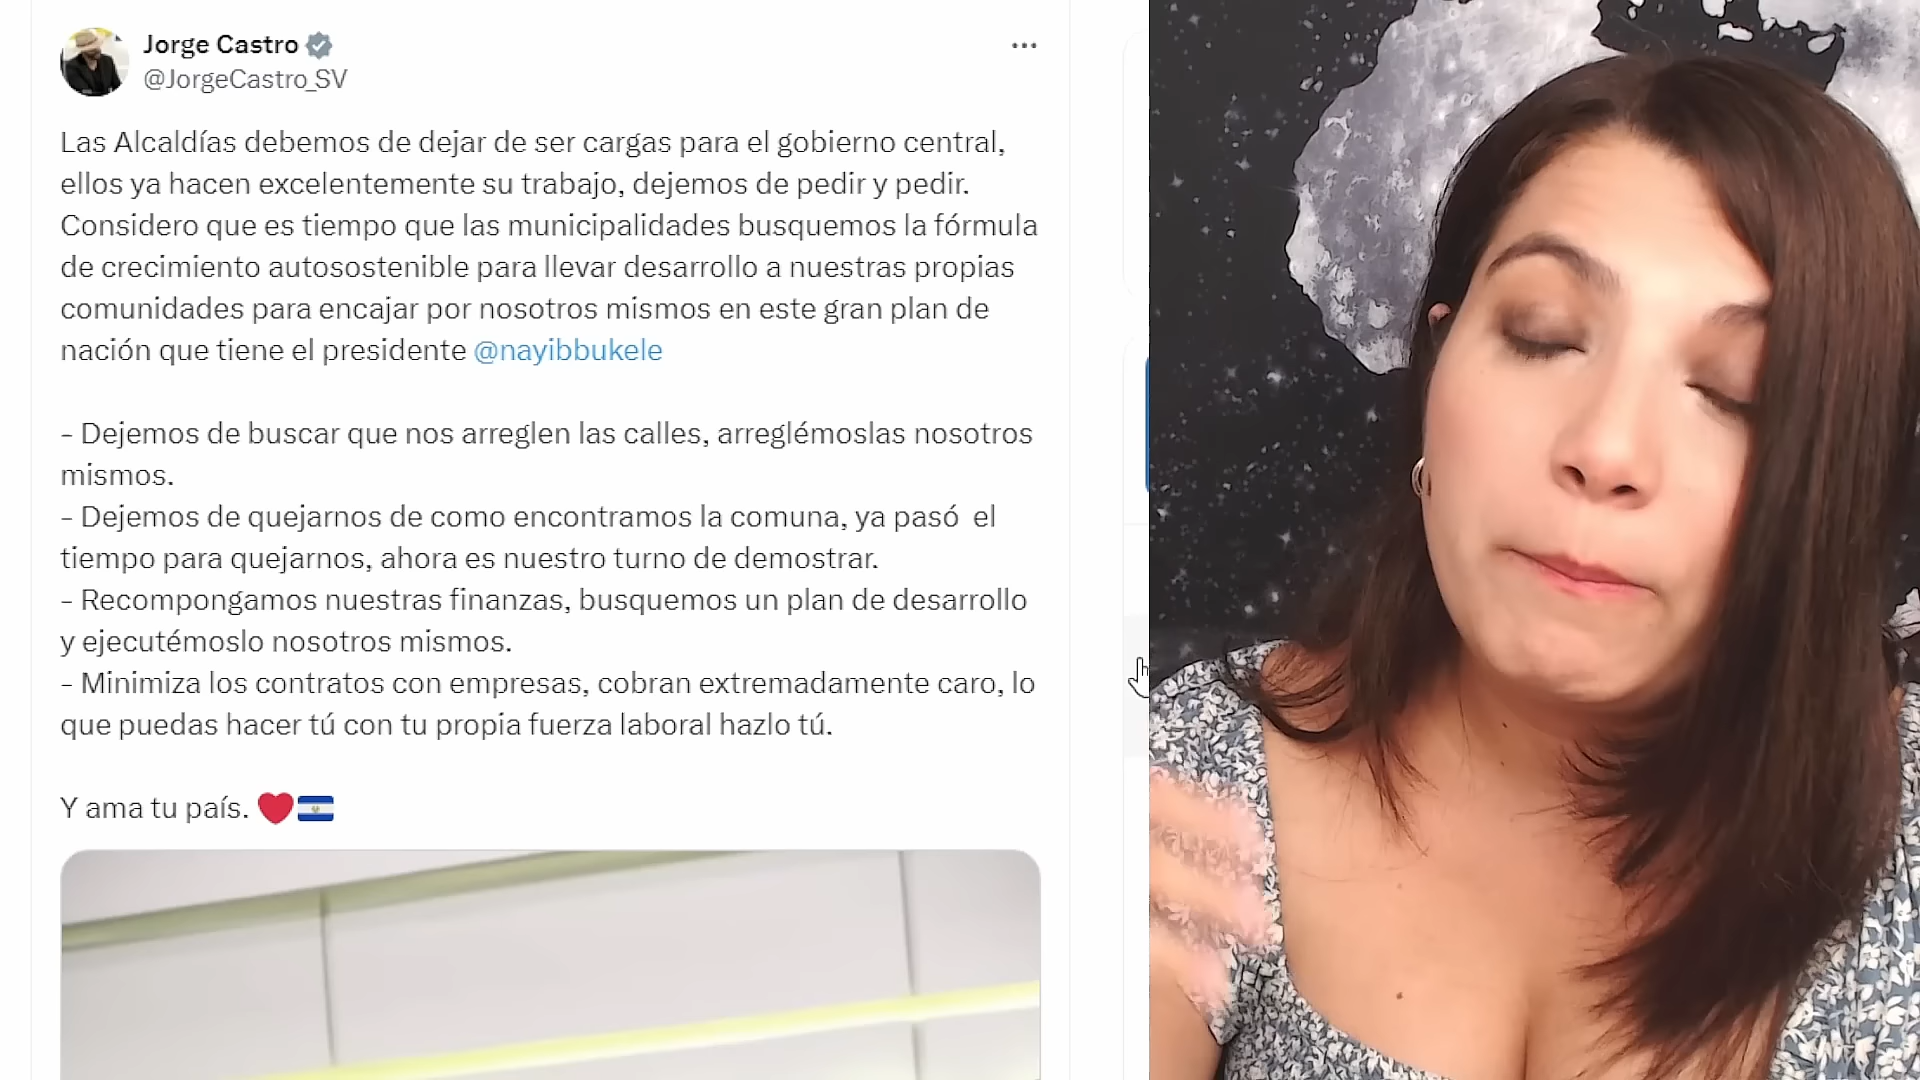 Jorge Castro
@JorgeCastro_SV
Las Alcaldías debemos de dejar de ser cargas para el gobierno central,
ellos ya hacen excelentemente su trabajo, dejemos de pedir y pedir.
Considero que es tiempo que las municipalidades busquemos la fórmula
de crecimiento autosostenible para llevar desarrollo a nuestras propias
comunidades para encajar por nosotros mismos en este gran plan de
nación que tiene el presidente @nayibbukele
- Dejemos de buscar que nos arreglen las calles, arreglémoslas nosotros
mismos.
- Dejemos de quejarnos de como encontramos la comuna, ya pasó el
tiempo para quejarnos, ahora es nuestro turno de demostrar.
- Recompongamos nuestras finanzas, busquemos un plan de desarrollo
y ejecutémoslo nosotros mismos.
- Minimiza los contratos con empresas, cobran extremadamente caro, lo
que puedas hacer tú con tu propia fuerza laboral hazlo tú.
Y ama tu país. ❤️🇸🇻